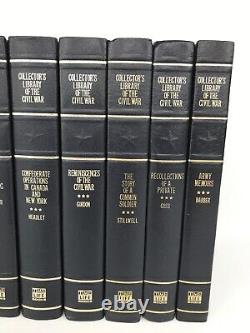 C
COLLECTOR'S
LIBRARY
OF THE
CIVIL WAR
CONFEDERATE
OPERATIONS IN
CANADA AND
NEW YORK
HEADLEY
TIME
LIFE
COLLECTOR'S
LIBRARY
OF THE
CIVIL WAR
REMINISCENCES
OF THE
CIVIL WAR
GORDON
TIME
LIFE
COLLECTOR'S
LIBRARY
OF THE
CIVIL WAR
THE
STORY OF A
COMMON
SOLDIER
STILLWELL
TIME
LIFE
COLLECTOR'S
LIBRARY
OF THE
CIVIL WAR
RECOLLECTIONS
OF A
PRIVATE
GOSS
TIME
LIFE
COLLECTOR'S
LIBRARY
OF THE
CIVIL WAR
ARMY
MEMOIRS
BARBER
TIME
LIFE